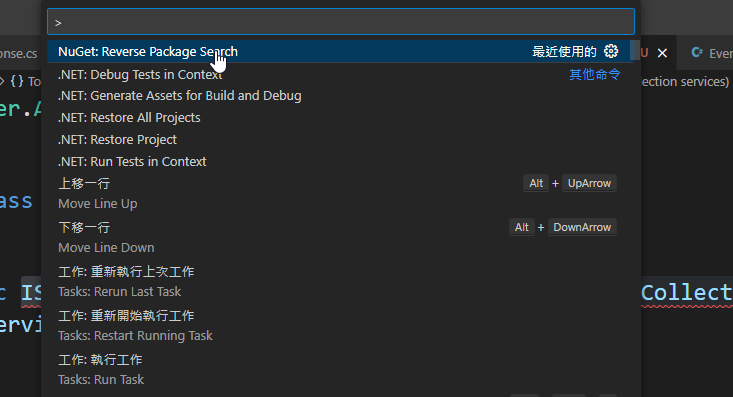 >
onse.cs
NuGet: Reverse Package Search
最近使用的
U
Even
{ } To
.NET: Debug Tests in Context
其他命令
ection services)
er.A
.NET: Generate Assets for Build and Debug
.NET: Restore All Projects
.NET: Restore Project
.NET: Run Tests in Context
上移一行
Alt + UpArrow
Move Line Up
ass
下移一行
Alt + DownArrow
Move Line Down
工作: 重新執行上次工作
Tasks: Rerun Last Task
c IS
Collect
工作: 重新開始執行工作
ervi
Tasks: Restart Running Task
工作: 執行工作
Tasks: Run Task